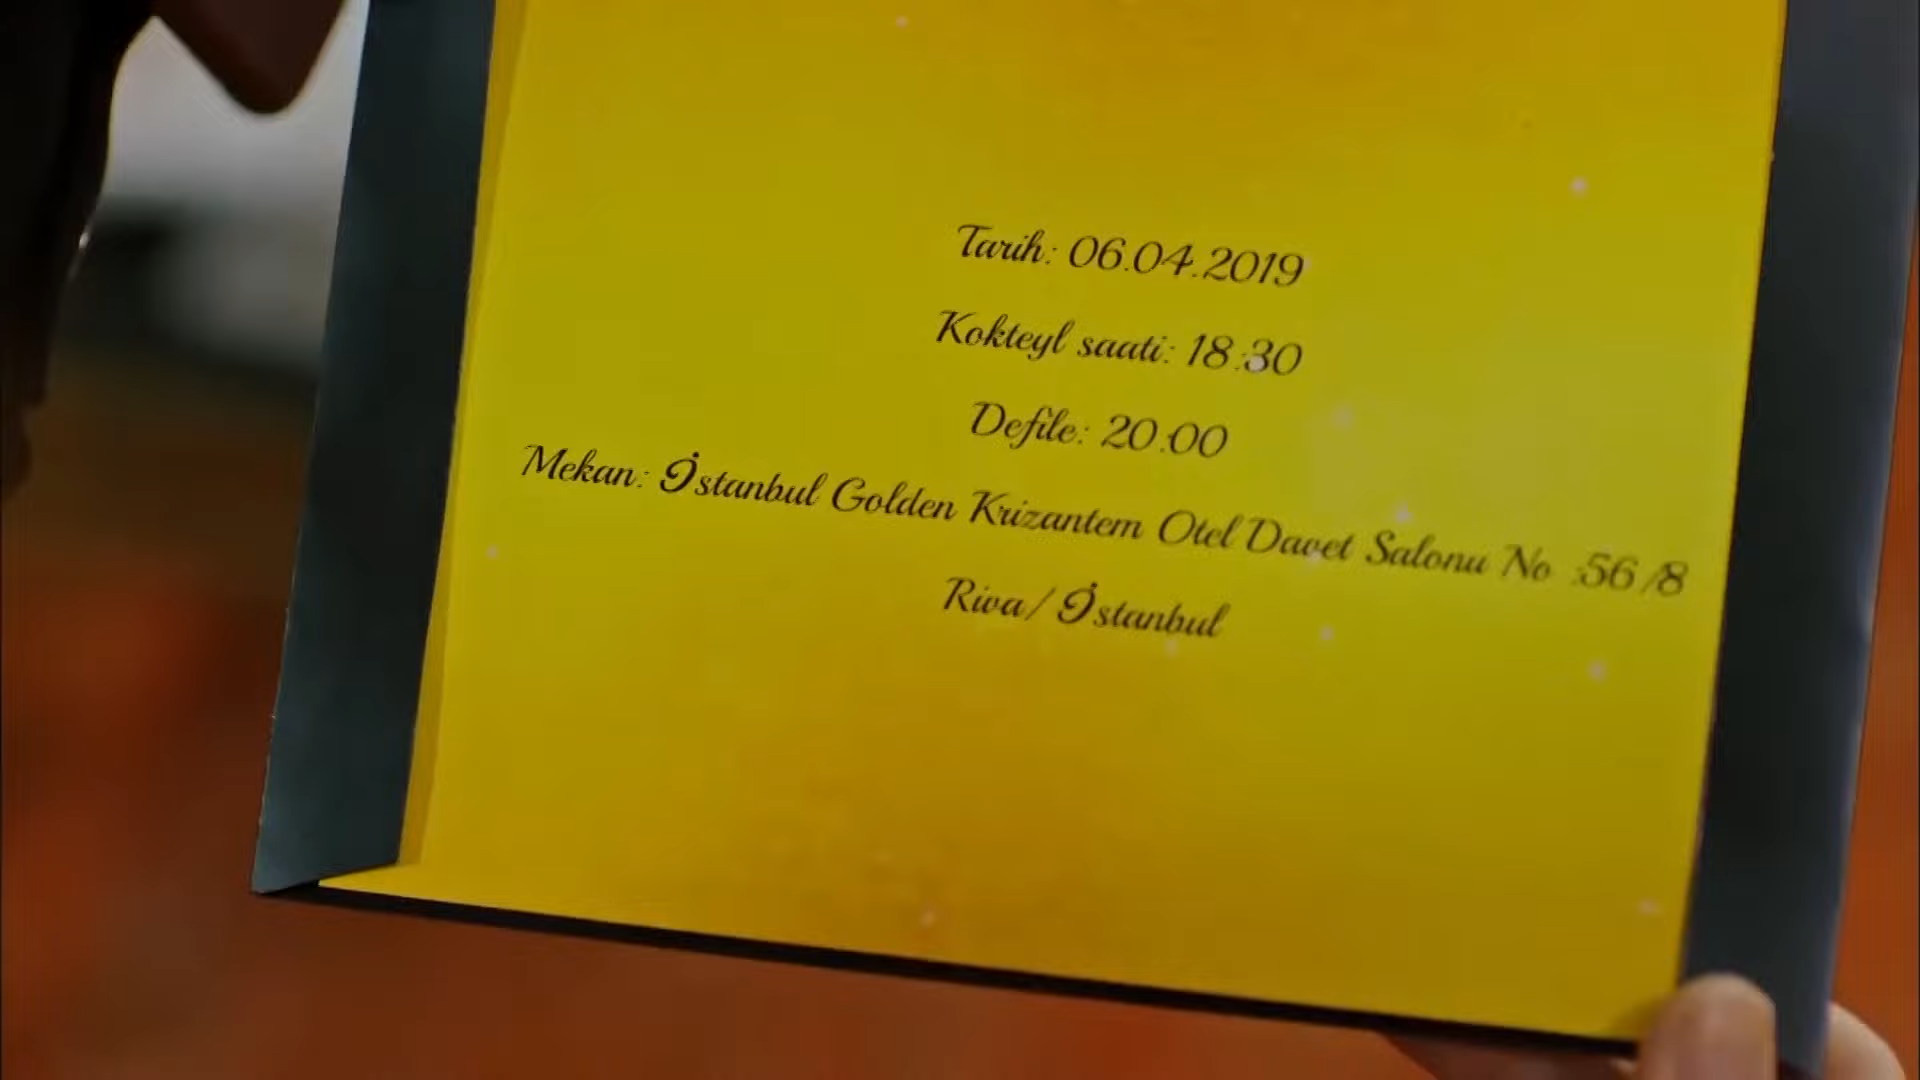 Tarih: 06.04.2019
Kokteyl saati: 18:30
Defile: 20:00
Mekan: İstanbul Golden Krizantem Otel Davet Salonu No :56/8
Riva/ İstanbul